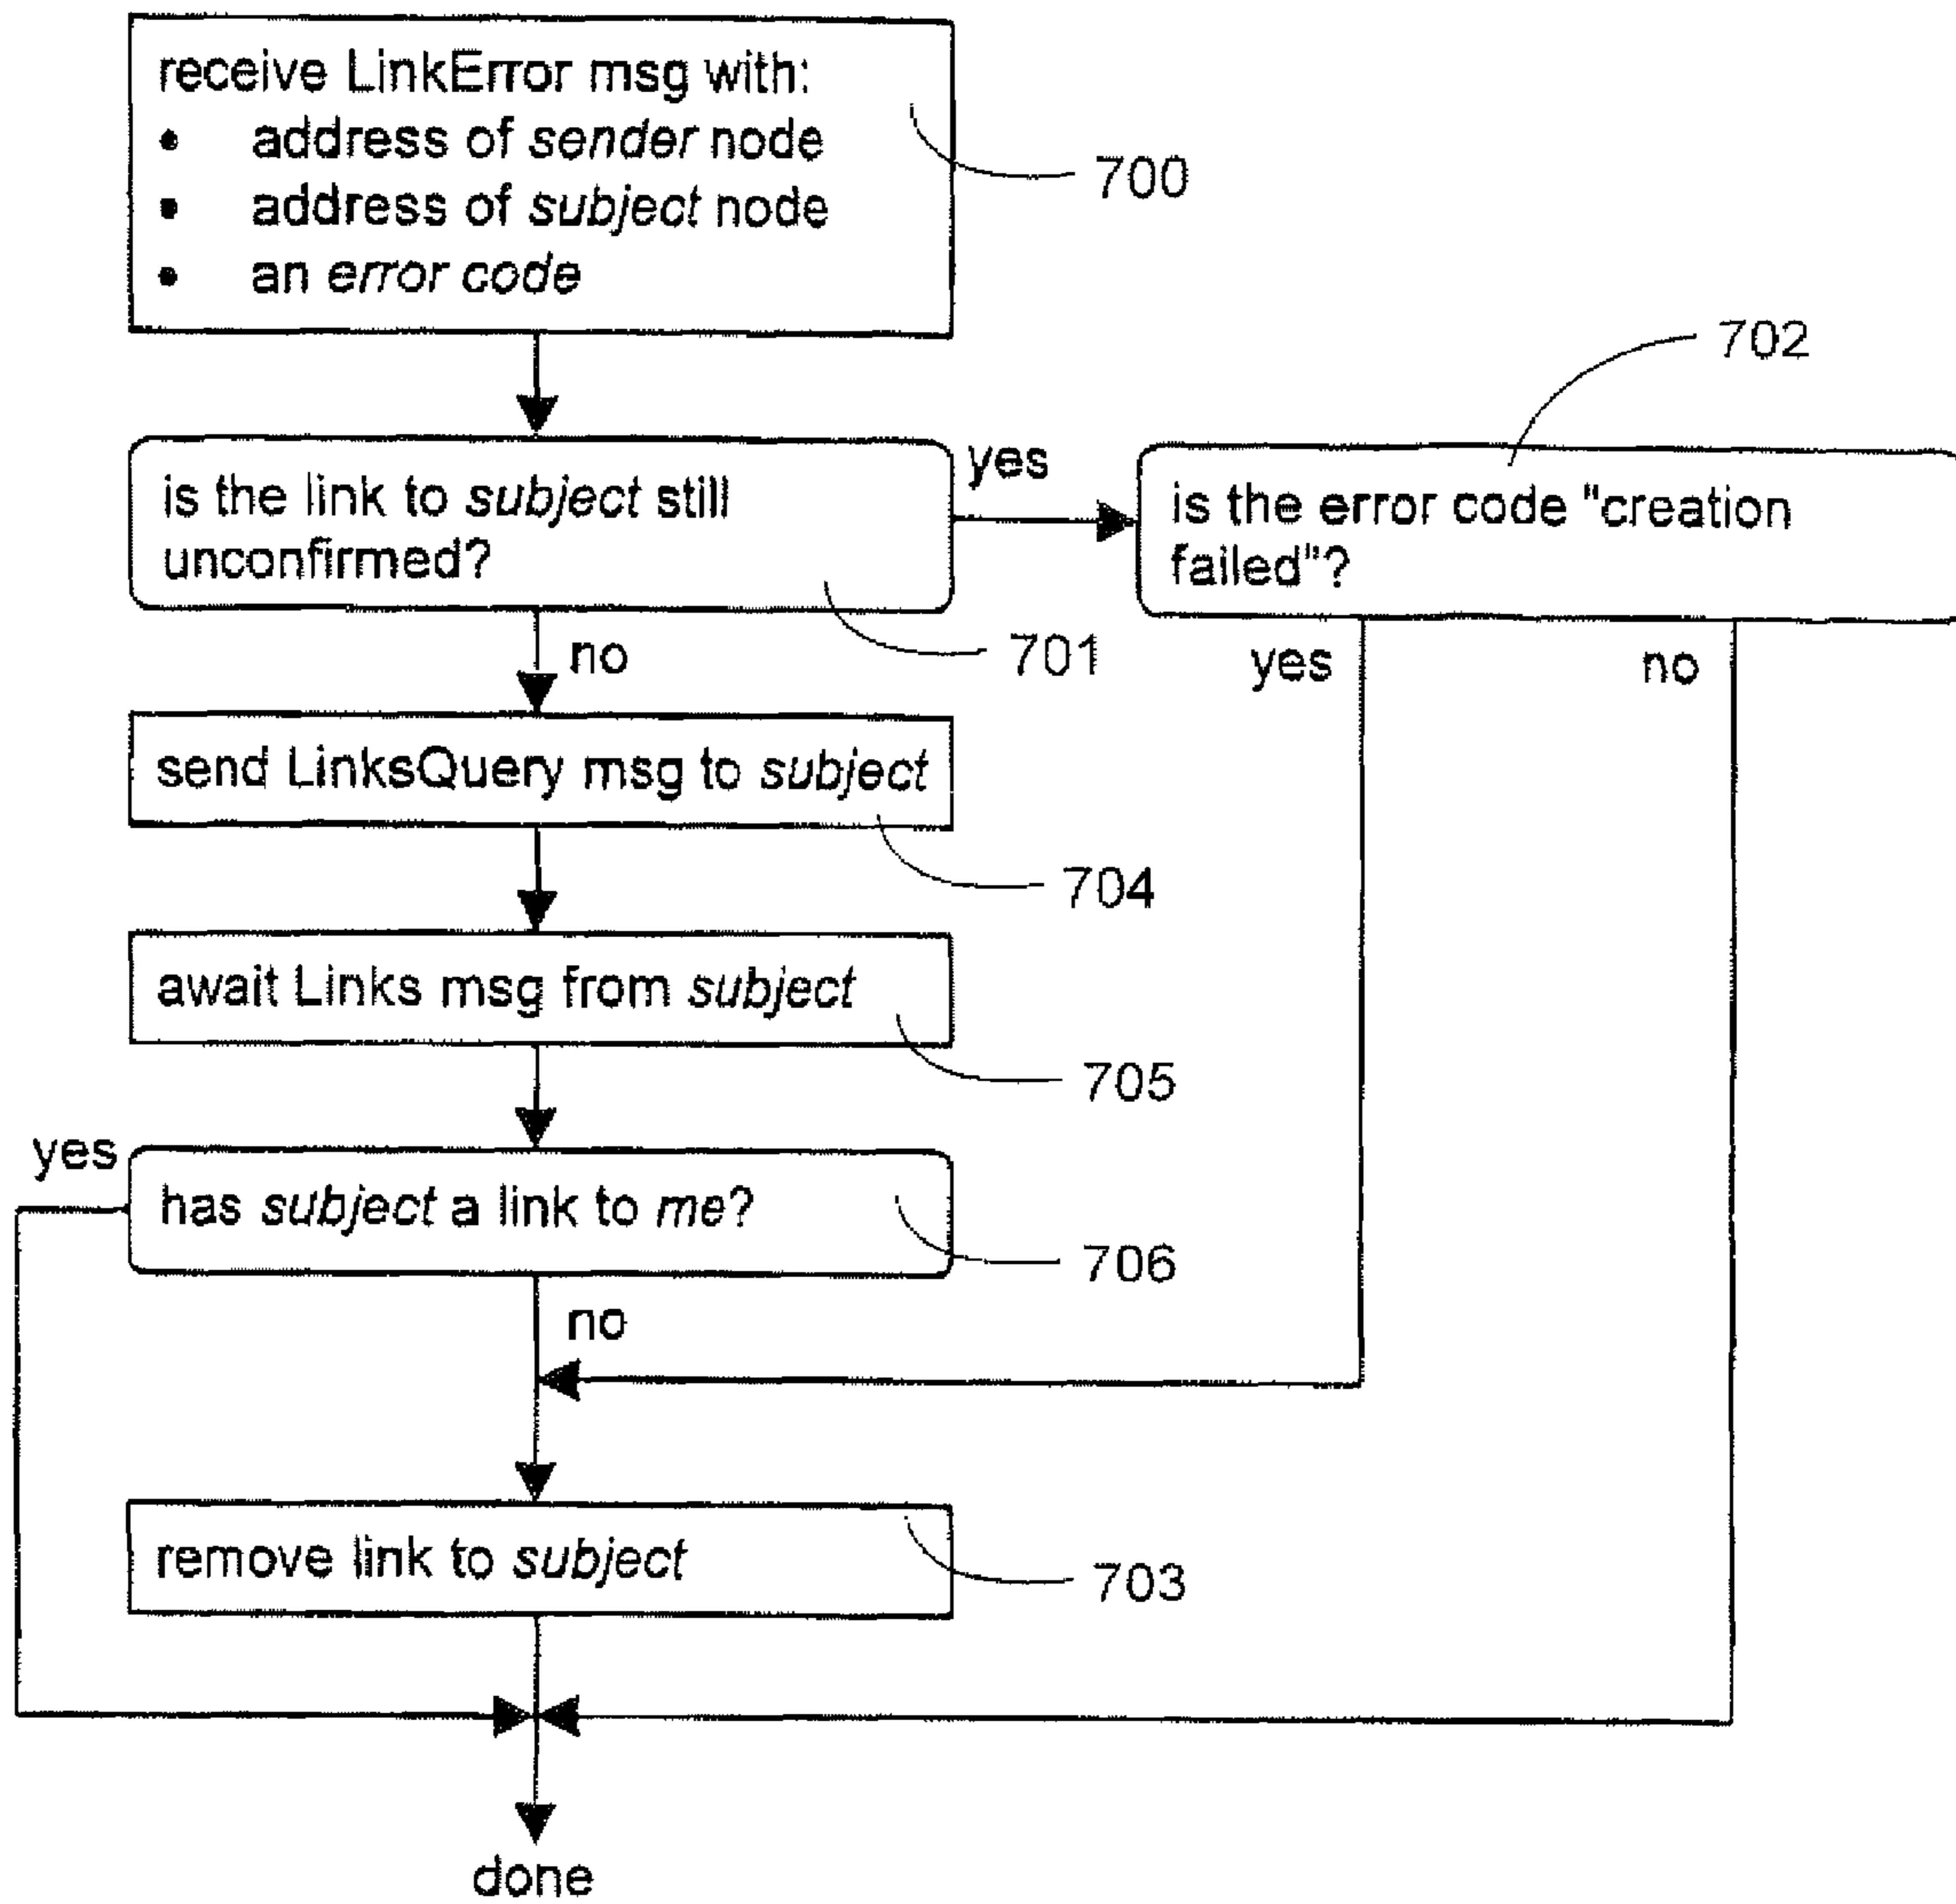 receive LinkError msg with:
• address of sender node
• address of subject node
• an error code
700
702
is the link to subject still
unconfirmed?
yes
is the error code "creation
failed"?
701
no
yes
no
send LinksQuery msg to subject
704
await Links msg from subject
705
yes
has subject a link to me?
706
no
remove link to subject
703
done